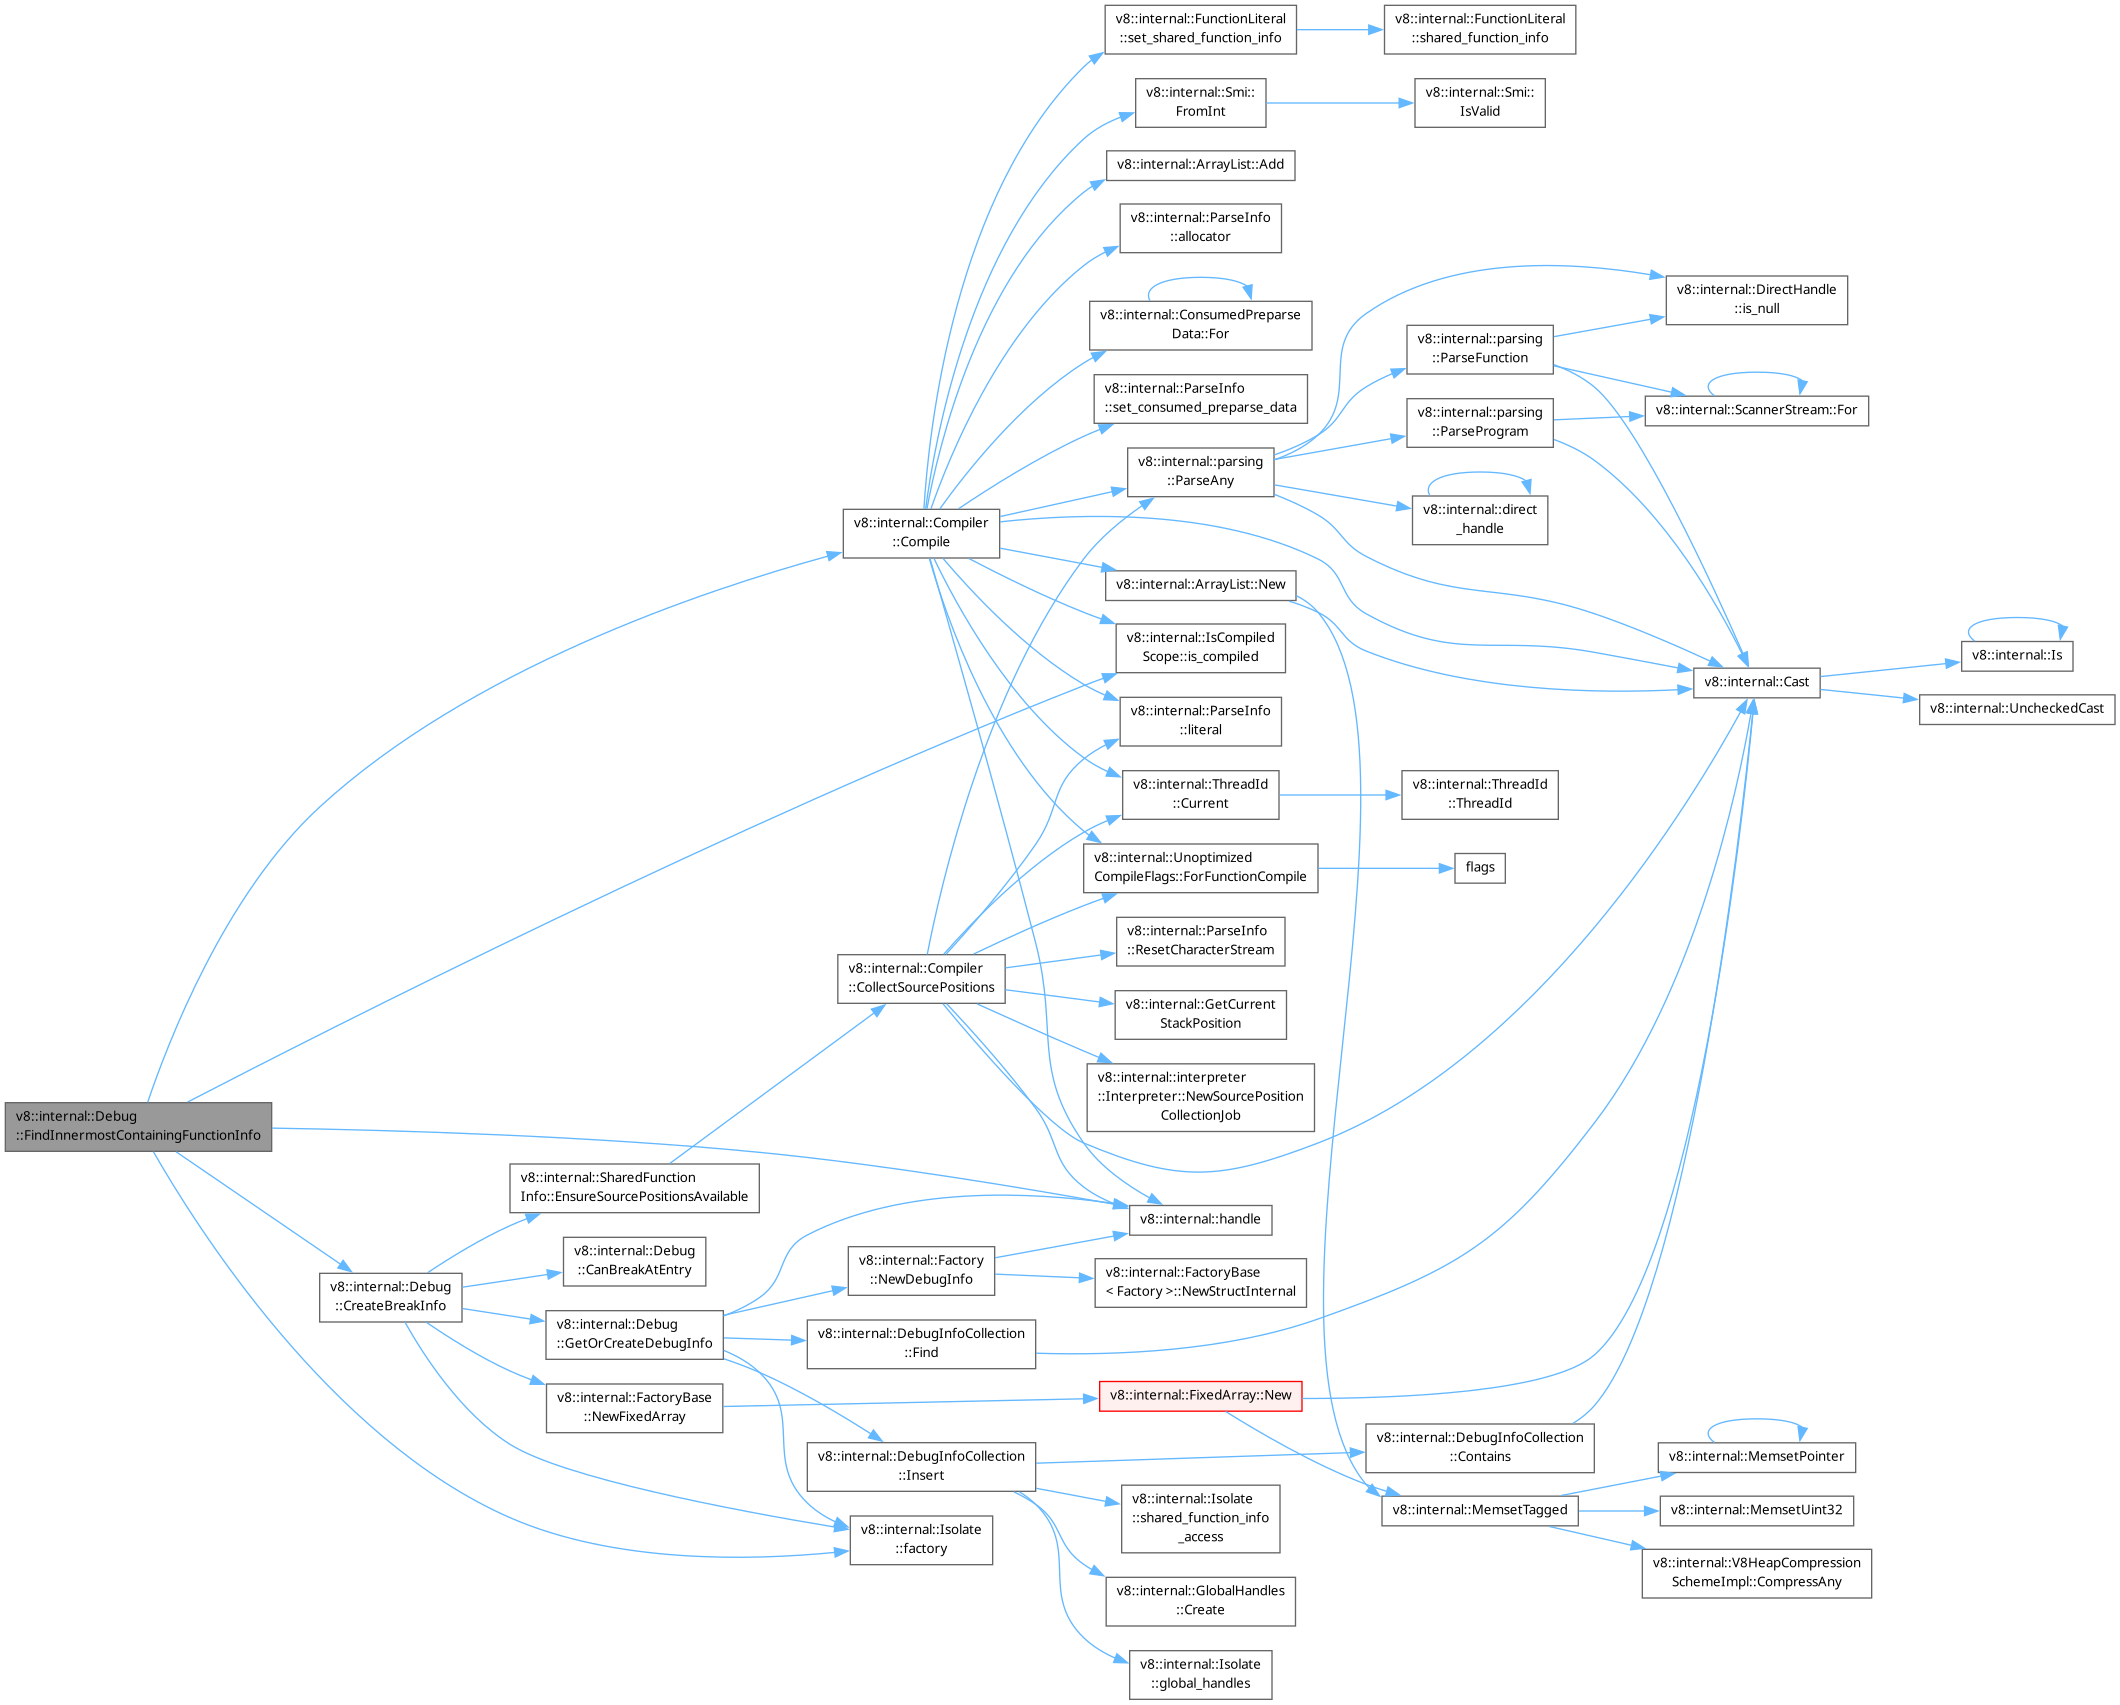 v8::internal::FunctionLiteral
::set_shared_function_info
v8::internal::FunctionLiteral
::shared_function_info
v8::internal::Smi::
FromInt
v8::internal::Smi::
IsValid
v8::internal::ArrayList::Add
v8::internal::ParseInfo
::allocator
v8::internal::ConsumedPreparse
Data::For
v8::internal::DirectHandle
::is_null
v8::internal::parsing
::ParseFunction
v8::internal::ParseInfo
::set_consumed_preparse_data
v8::internal::ScannerStream::For
v8::internal::parsing
::ParseProgram
v8::internal::parsing
::ParseAny
v8::internal::direct
_handle
v8::internal::Compiler
::Compile
v8::internal::ArrayList::New
v8::internal::IsCompiled
Scope::is_compiled
v8::internal::Is
v8::internal::Cast
v8::internal::UncheckedCast
v8::internal::ParseInfo
::literal
v8::internal::ThreadId
::Current
v8::internal::ThreadId
::ThreadId
v8::internal::Unoptimized
CompileFlags::ForFunctionCompile
flags
v8::internal::ParseInfo
::ResetCharacterStream
v8::internal::Compiler
::CollectSourcePositions
v8::internal::GetCurrent
StackPosition
v8::internal::interpreter
::Interpreter::NewSourcePosition
CollectionJob
v8::internal::Debug
::FindInnermostContainingFunctionInfo
v8::internal::SharedFunction
Info::EnsureSourcePositionsAvailable
v8::internal::handle
v8::internal::Debug
::CanBreakAtEntry
v8::internal::Factory
::NewDebugInfo
v8::internal::FactoryBase
< Factory >::NewStructInternal
v8::internal::Debug
::CreateBreakInfo
v8::internal::Debug
::GetOrCreateDebugInfo
v8::internal::DebugInfoCollection
::Find
v8::internal::FactoryBase
::NewFixedArray
v8::internal::FixedArray::New
v8::internal::DebugInfoCollection
::Contains
v8::internal::DebugInfoCollection
::Insert
v8::internal::MemsetPointer
v8::internal::Isolate
::shared_function_info
_access
v8::internal::MemsetTagged
v8::internal::MemsetUint32
v8::internal::Isolate
::factory
v8::internal::V8HeapCompression
SchemeImpl::CompressAny
v8::internal::GlobalHandles
::Create
v8::internal::Isolate
::global_handles